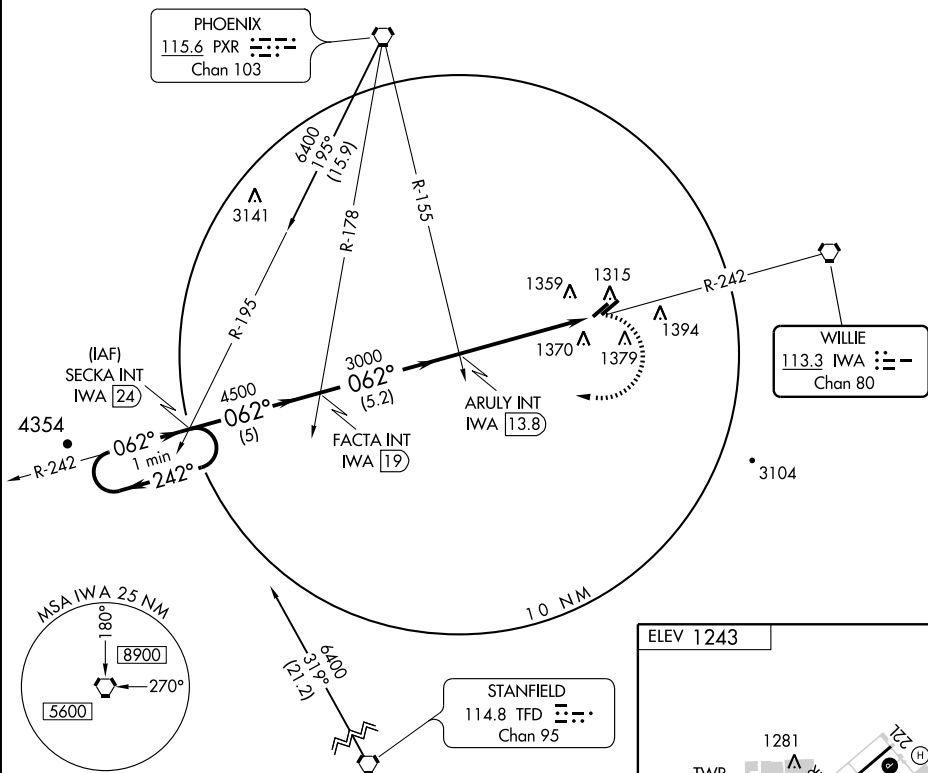 PHOENIX
115.6 PXR
Chan 103
6400
195°
(15.9)
3141
R-178
R-155
R-195
1359
1315
R-242
1394
1370
1379
WILLIE
113.3 IWA
Chan 80
(IAF)
SECKA INT
IWA 24
4500
062°
(5)
3000
062°
(5.2)
ARULY INT
IWA 13.8
FACTA INT
IWA 19
4354
R-242
062°
1 min
242°
3104
10 NM
MSA IWA 25 NM
180°
8900
270°
5600
6400
319°
(21.2)
STANFIELD
114.8 TFD
Chan 95
ELEV 1243
1281
TWR
22L
H